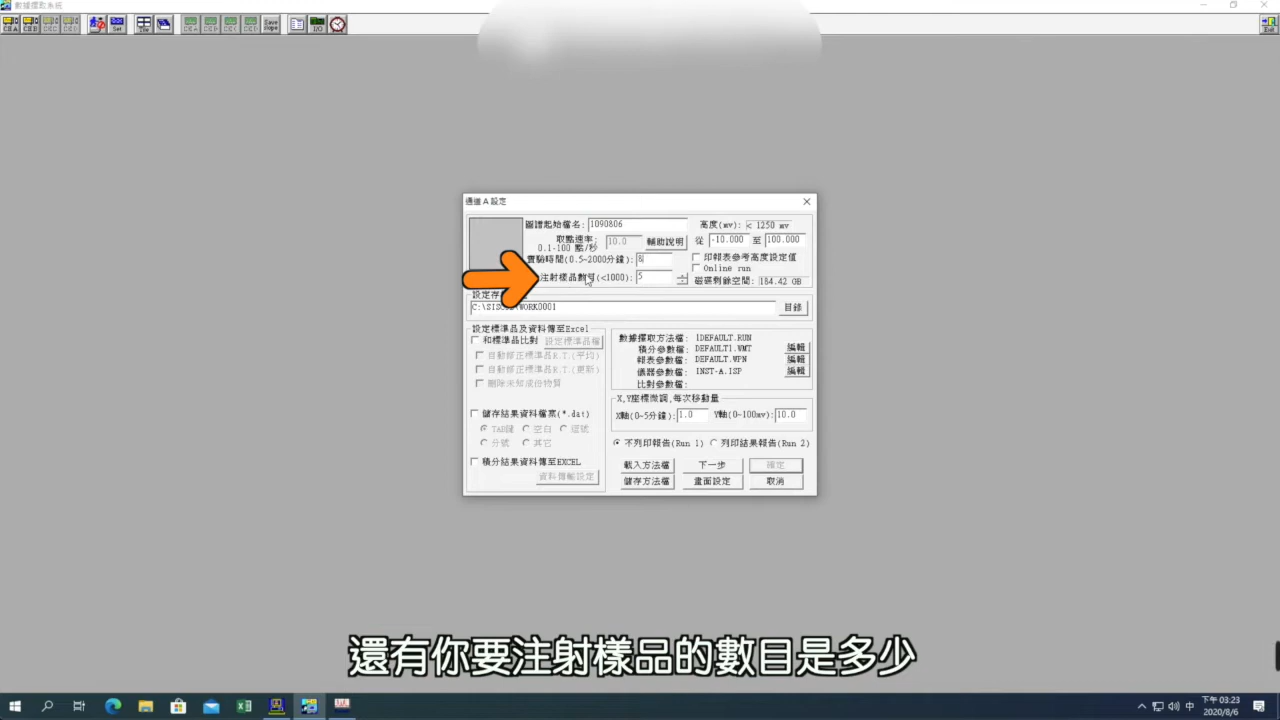 數據擷取系統
CH A CH B CH C CH D Set Save slope I/O Exit
通道 A 設定
圖譜起始檔名: 1090806
高度(mv): < 1250 mv
取點速率: 10.0 輔助說明
0.1-100 點/秒
從 -10.000 至 100.000
實驗時間(0.5~2000分鐘): 8
印報表參考高度設定值
Online run
注射樣品數目(<1000): 5
磁碟剩餘空間: 184.42 GB
設定存
目錄
設定標準品及資料傳至Excel
和標準品比對 設定標準品檔
自動修正標準品R.T.(平均)
自動修正標準品R.T.(更新)
刪除未知成份物質
儲存結果資料檔案(*.dat)
TAB鍵 空白 逗號
分號 其它
積分結果資料傳至EXCEL
資料傳輸設定
數據擷取方法檔: 1DEFAULT.RUN
積分參數檔: DEFAULT1.WMT 編輯
報表參數檔: DEFAULT.WPN 編輯
儀器參數檔: INST-A.ISP 編輯
比對參數檔:
X,Y座標微調,每次移動量
X軸(0~5分鐘): 1.0 Y軸(0~100mv): 10.0
不列印報告(Run 1) 列印結果報告(Run 2)
載入方法檔 下一步 確定
儲存方法檔 畫面設定 取消
還有你要注射樣品的數目是多少
中
下午 03:23
2020/8/6